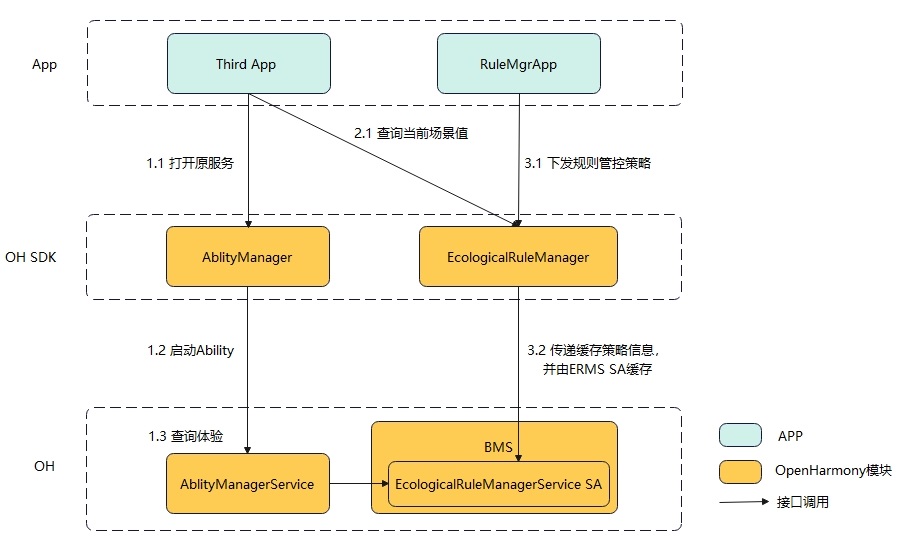 App
Third App
RuleMgrApp
2.1 查询当前场景值
1.1 打开原服务
3.1 下发规则管控策略
OH SDK
AblityManager
EcologicalRuleManager
1.2 启动Ability
3.2 传递缓存策略信息,
并由ERMS SA缓存
1.3 查询体验
BMS
OH
AblityManagerService
EcologicalRuleManagerService SA
APP
OpenHarmony模块
接口调用